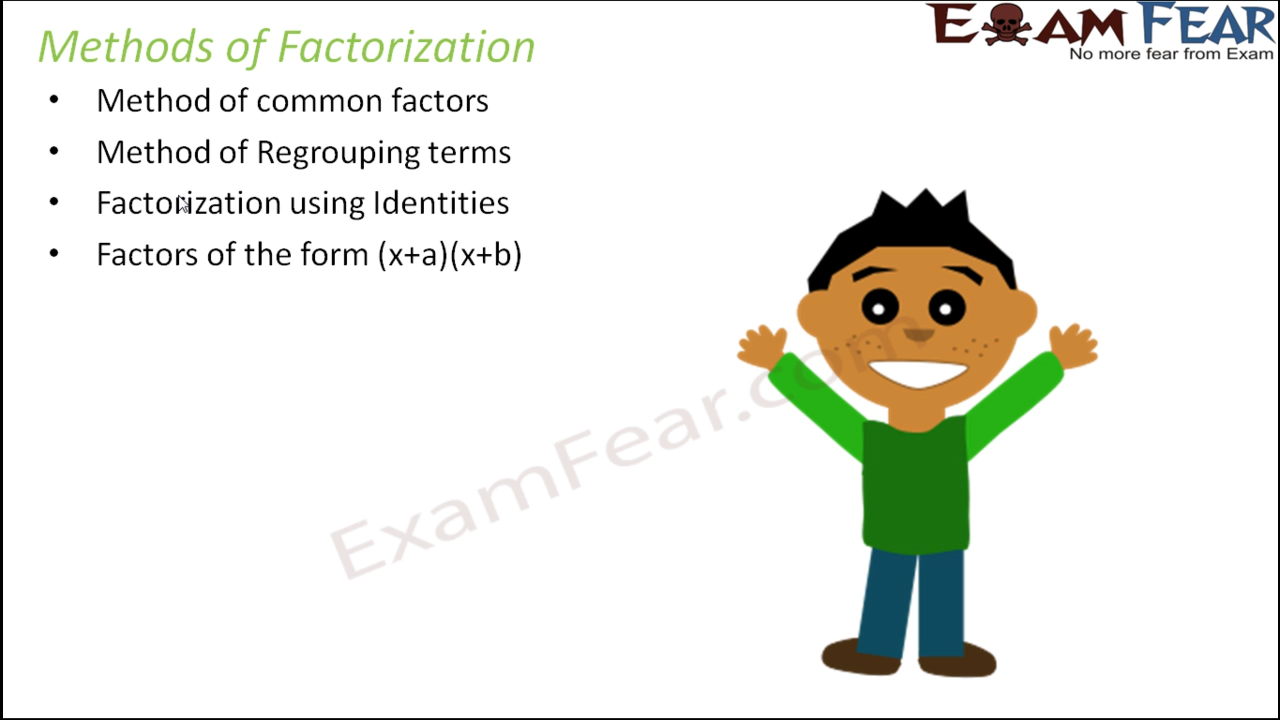 Methods of Factorization
EXAM FEAR
No more fear from Exam
• Method of common factors
• Method of Regrouping terms
• Factorization using Identities
• Factors of the form (x+a)(x+b)
ExamFear.com